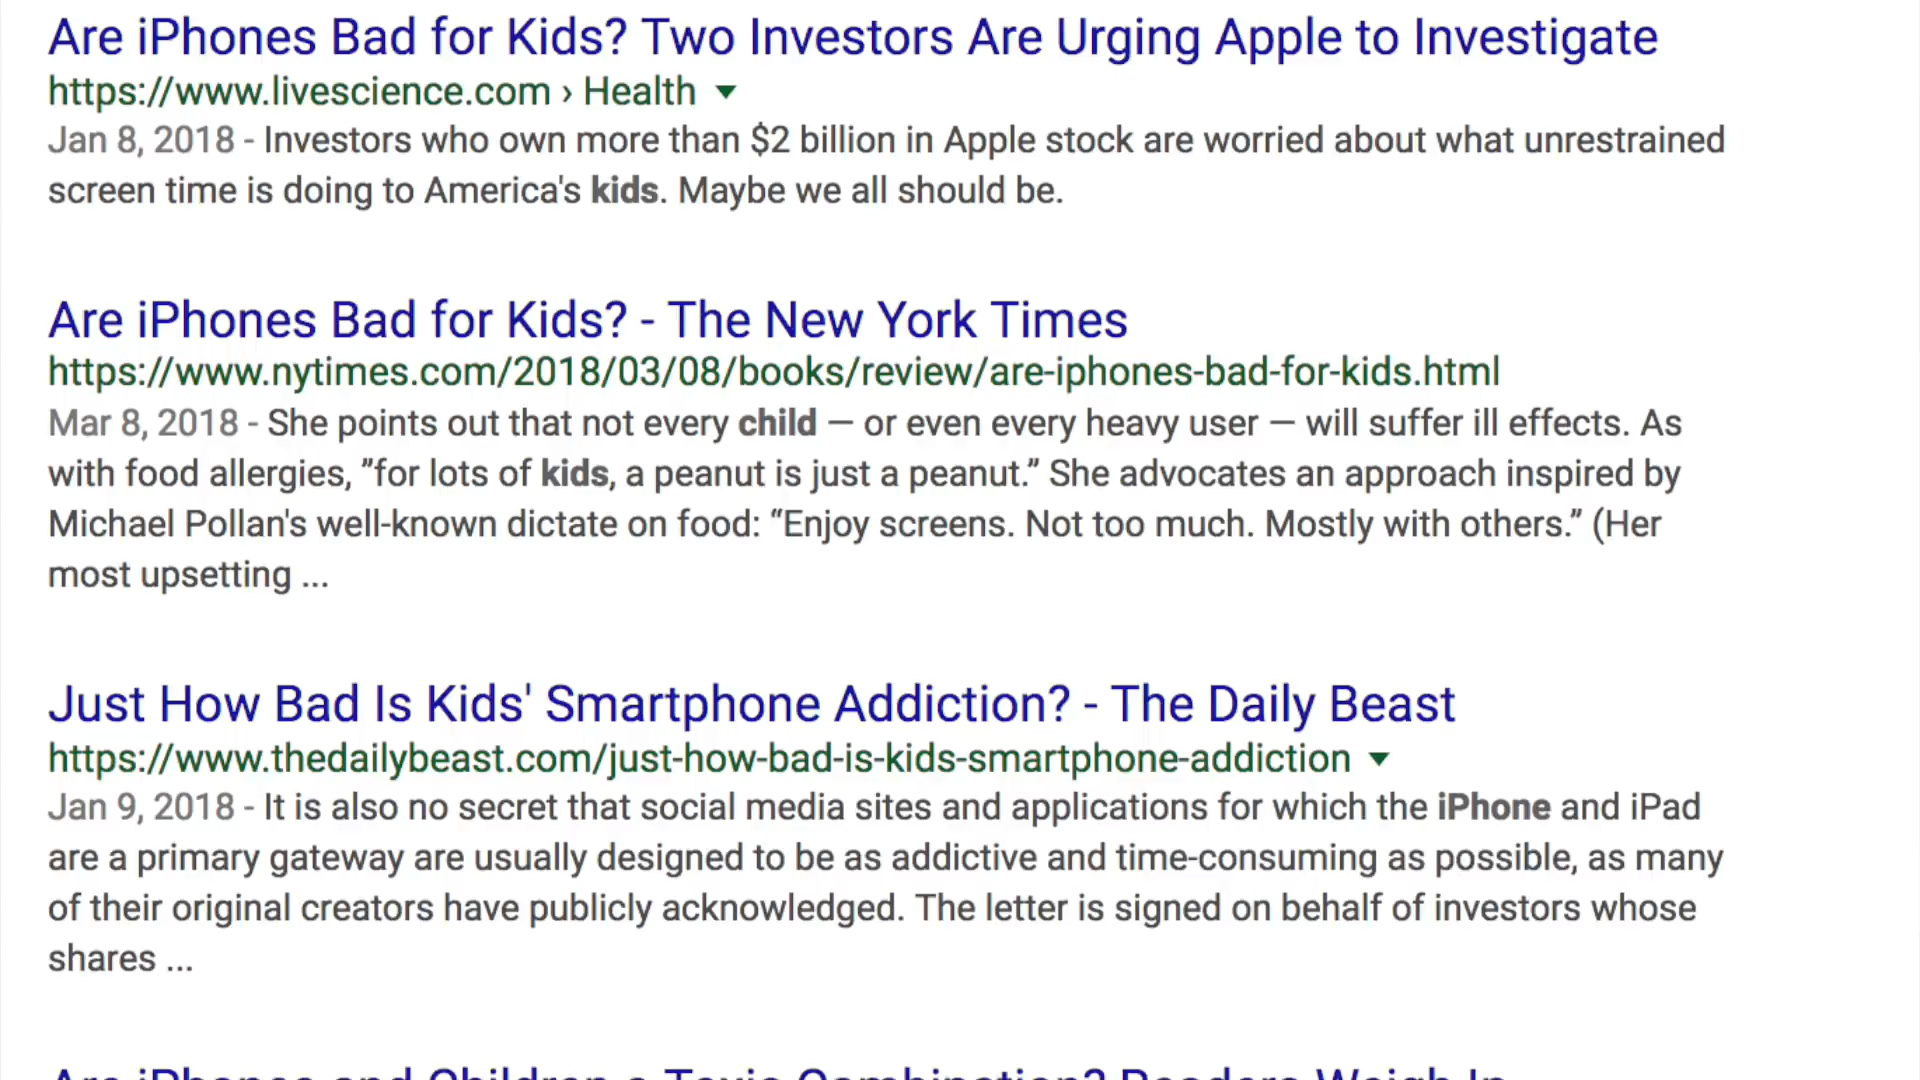 Are iPhones Bad for Kids? Two Investors Are Urging Apple to Investigate
https://www.livescience.com › Health
Jan 8, 2018 - Investors who own more than $2 billion in Apple stock are worried about what unrestrained
screen time is doing to America's kids. Maybe we all should be.
Are iPhones Bad for Kids? - The New York Times
https://www.nytimes.com/2018/03/08/books/review/are-iphones-bad-for-kids.html
Mar 8, 2018 - She points out that not every child — or even every heavy user — will suffer ill effects. As
with food allergies, ”for lots of kids, a peanut is just a peanut.” She advocates an approach inspired by
Michael Pollan's well-known dictate on food: “Enjoy screens. Not too much. Mostly with others.” (Her
most upsetting ...
Just How Bad Is Kids' Smartphone Addiction? - The Daily Beast
https://www.thedailybeast.com/just-how-bad-is-kids-smartphone-addiction
Jan 9, 2018 - It is also no secret that social media sites and applications for which the iPhone and iPad
are a primary gateway are usually designed to be as addictive and time-consuming as possible, as many
of their original creators have publicly acknowledged. The letter is signed on behalf of investors whose
shares ...
Are iPhones and Children a Toxic Combination? Readers Weigh In